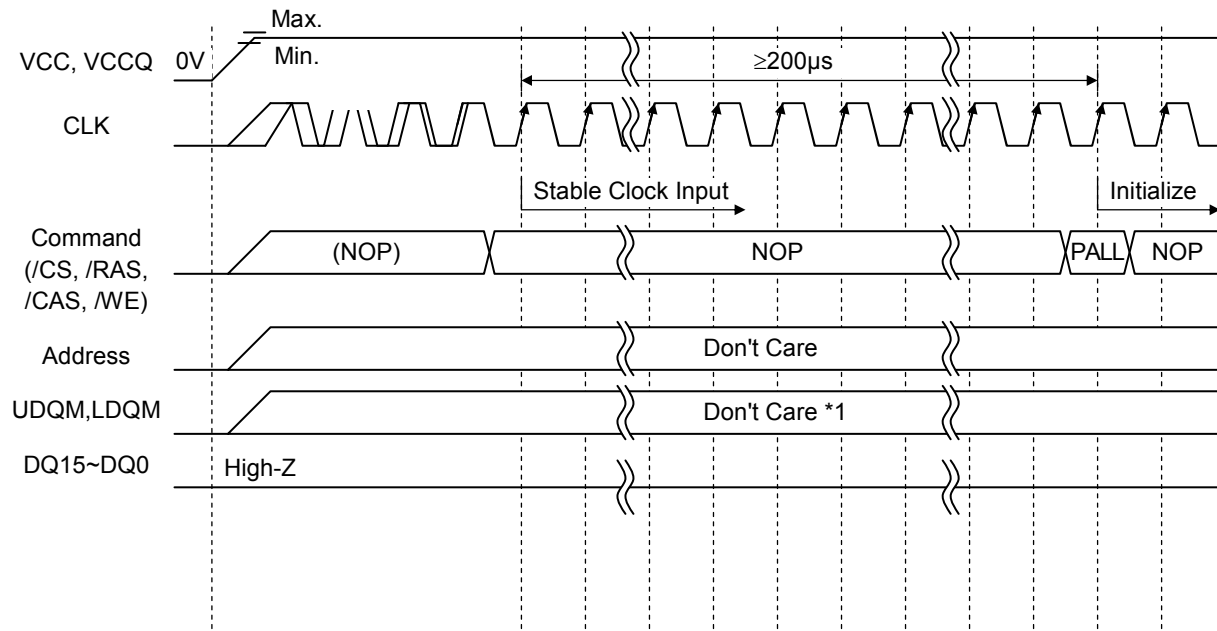 Max.
VCC, VCCQ 0V Min. ≥200μs
CLK
Stable Clock Input Initialize
Command
(/CS, /RAS,
/CAS, /WE)
(NOP) NOP PALL NOP
Address Don't Care
UDQM,LDQM Don't Care *1
DQ15~DQ0 High-Z